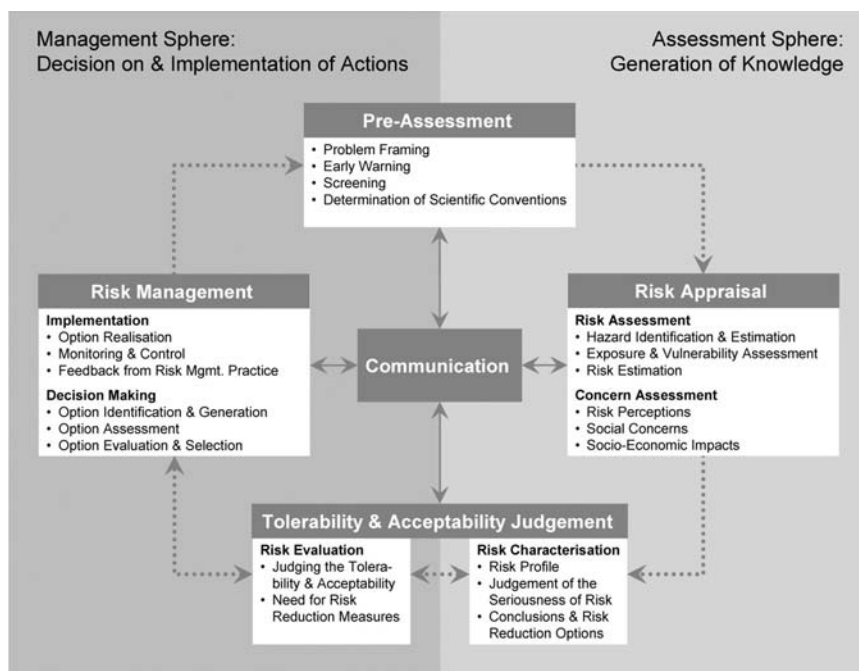 Management Sphere:
Decision on & Implementation of Actions
Assessment Sphere:
Generation of Knowledge
Pre-Assessment
• Problem Framing
• Early Warning
• Screening
• Determination of Scientific Conventions
Risk Management
Implementation
• Option Realisation
• Monitoring & Control
• Feedback from Risk Mgmt. Practice
Decision Making
• Option Identification & Generation
• Option Assessment
• Option Evaluation & Selection
Communication
Risk Appraisal
Risk Assessment
• Hazard Identification & Estimation
• Exposure & Vulnerability Assessment
• Risk Estimation
Concern Assessment
• Risk Perceptions
• Social Concerns
• Socio-Economic Impacts
Tolerability & Acceptability Judgement
Risk Evaluation
• Judging the Tolera-
bility & Acceptability
• Need for Risk
Reduction Measures
Risk Characterisation
• Risk Profile
• Judgement of the
Seriousness of Risk
• Conclusions & Risk
Reduction Options